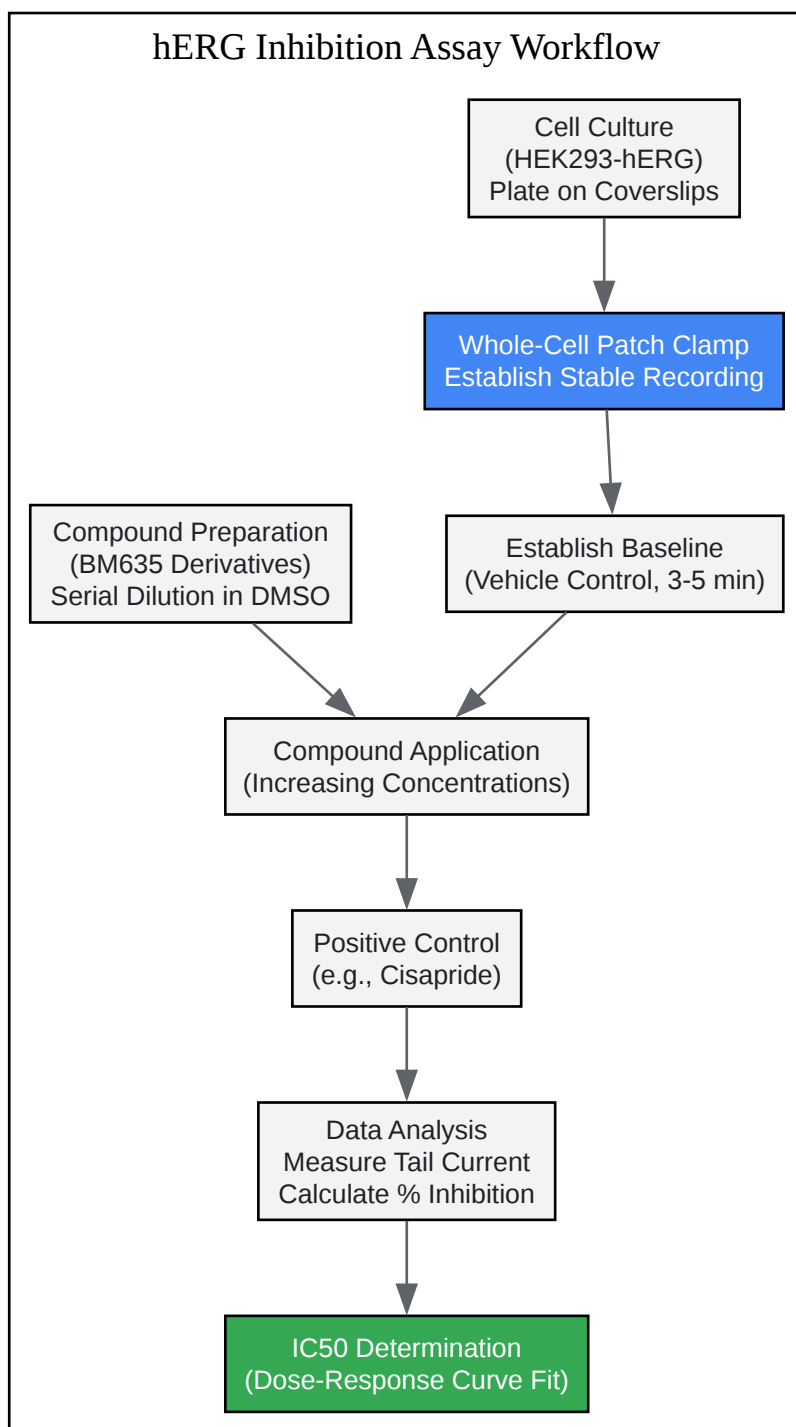 hERG Inhibition Assay Workflow
Cell Culture
(HEK293-hERG)
Plate on Coverslips
Whole-Cell Patch Clamp
Establish Stable Recording
Compound Preparation
(BM635 Derivatives)
Serial Dilution in DMSO
Establish Baseline
(Vehicle Control, 3-5 min)
Compound Application
(Increasing Concentrations)
Positive Control
(e.g., Cisapride)
Data Analysis
Measure Tail Current
Calculate % Inhibition
IC50 Determination
(Dose-Response Curve Fit)